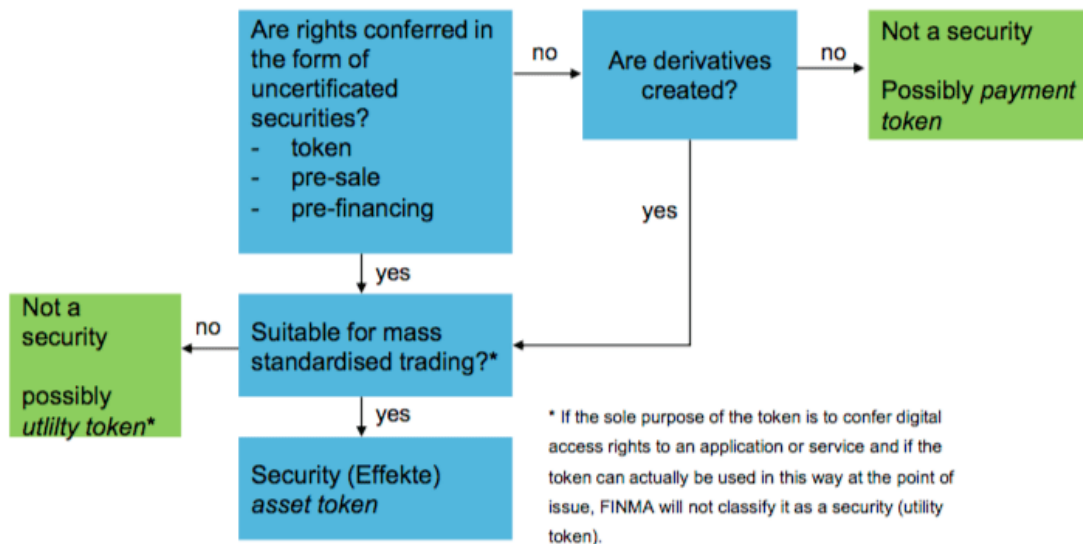 Are rights conferred in
the form of
uncertificated
securities?
- token
- pre-sale
- pre-financing
no
Are derivatives
created?
no
Not a security
Possibly payment
token
yes
yes
Not a
security
possibly
utlilty token*
no
Suitable for mass
standardised trading?*
yes
Security (Effekte)
asset token
* If the sole purpose of the token is to confer digital
access rights to an application or service and if the
token can actually be used in this way at the point of
issue, FINMA will not classify it as a security (utility
token).